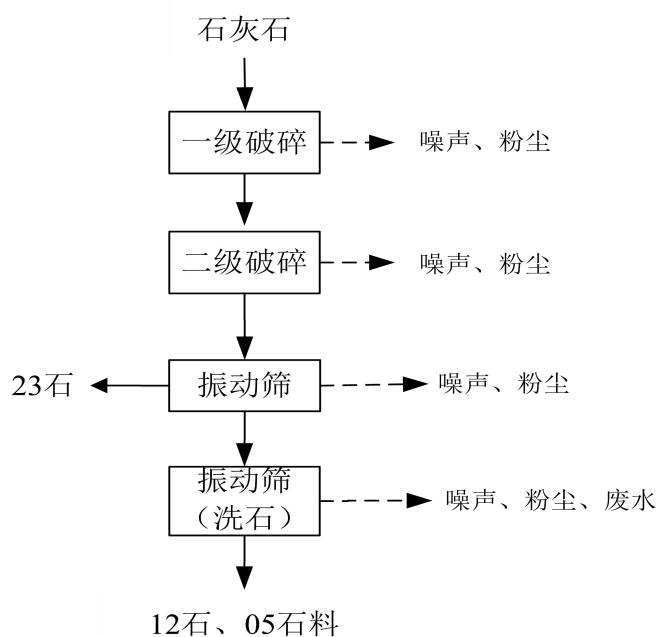 石灰石
一级破碎
噪声、粉尘
二级破碎
噪声、粉尘
23石
振动筛
噪声、粉尘
振动筛
（洗石）
噪声、粉尘、废水
12石、05石料